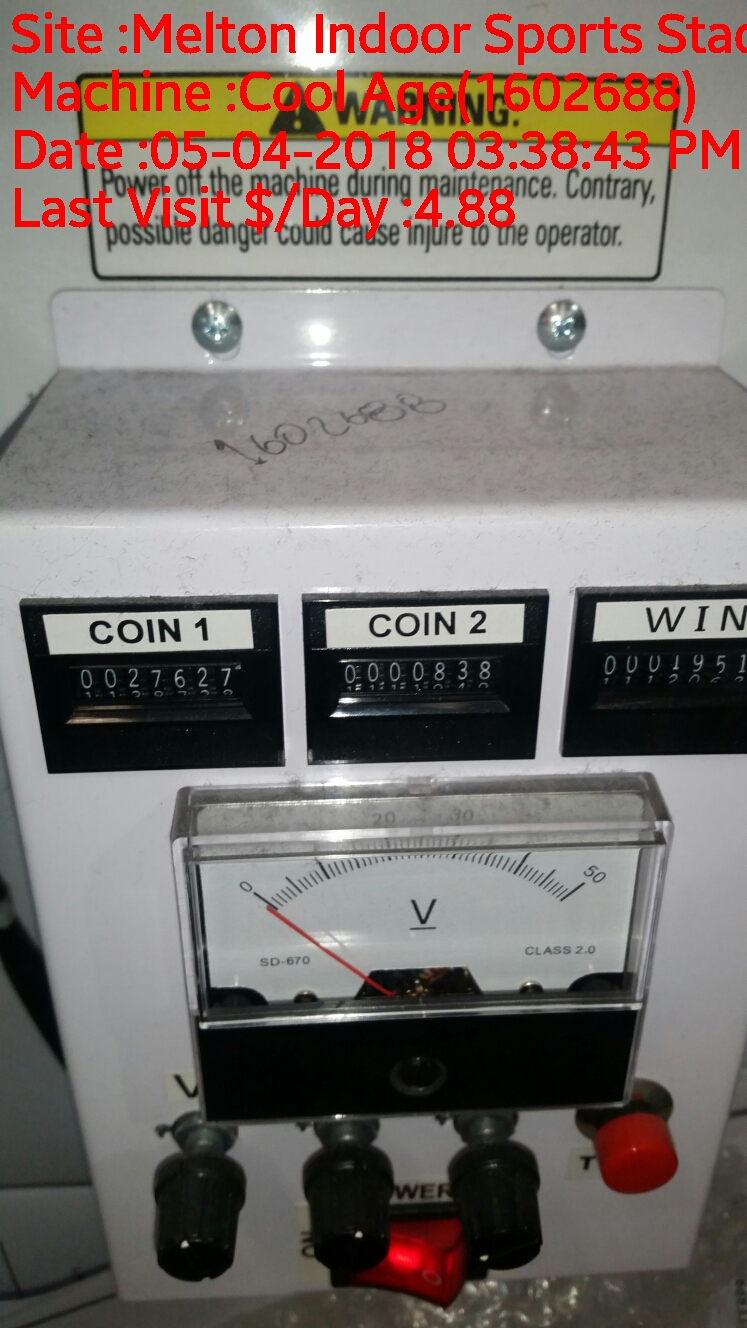 Site :Melton Indoor Sports Stad
Machine :Cool Age(1602688)
WARNING:
Date :05-04-2018 03:38:43 PM
Power off the machine during maintenance. Contrary,
Last Visit $/Day :4.88
possible danger could cause injure to the operator.
1602688
COIN 1 COIN 2 WIN
0027627 0000838 0001951
20 30
0 50
V
SD-670 CLASS 2.0
V T
WER